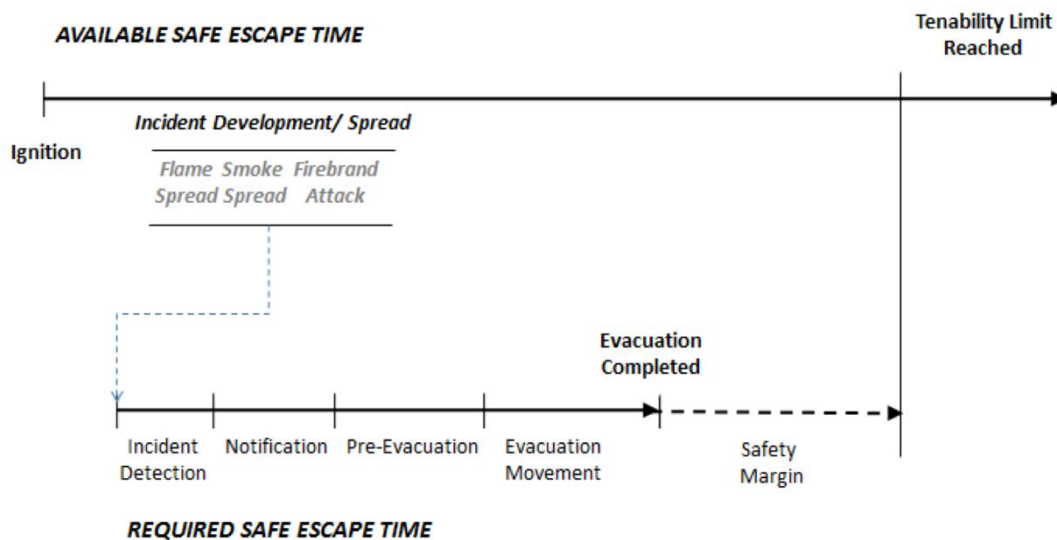 AVAILABLE SAFE ESCAPE TIME
Tenability Limit
Reached
Ignition
Incident Development/ Spread
Flame Smoke Firebrand
Spread Spread Attack
Evacuation
Completed
Incident
Detection
Notification
Pre-Evacuation
Evacuation
Movement
Safety
Margin
REQUIRED SAFE ESCAPE TIME